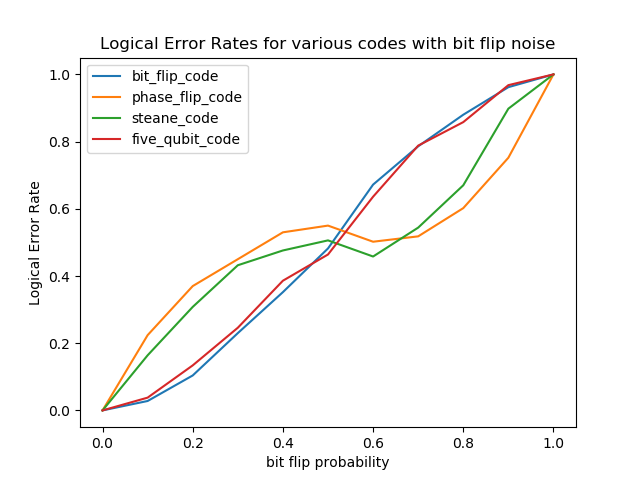 Logical Error Rates for various codes with bit flip noise
bit_flip_code
phase_flip_code
steane_code
five_qubit_code
Logical Error Rate
1.0
0.8
0.6
0.4
0.2
0.0
0.0 0.2 0.4 0.6 0.8 1.0
bit flip probability